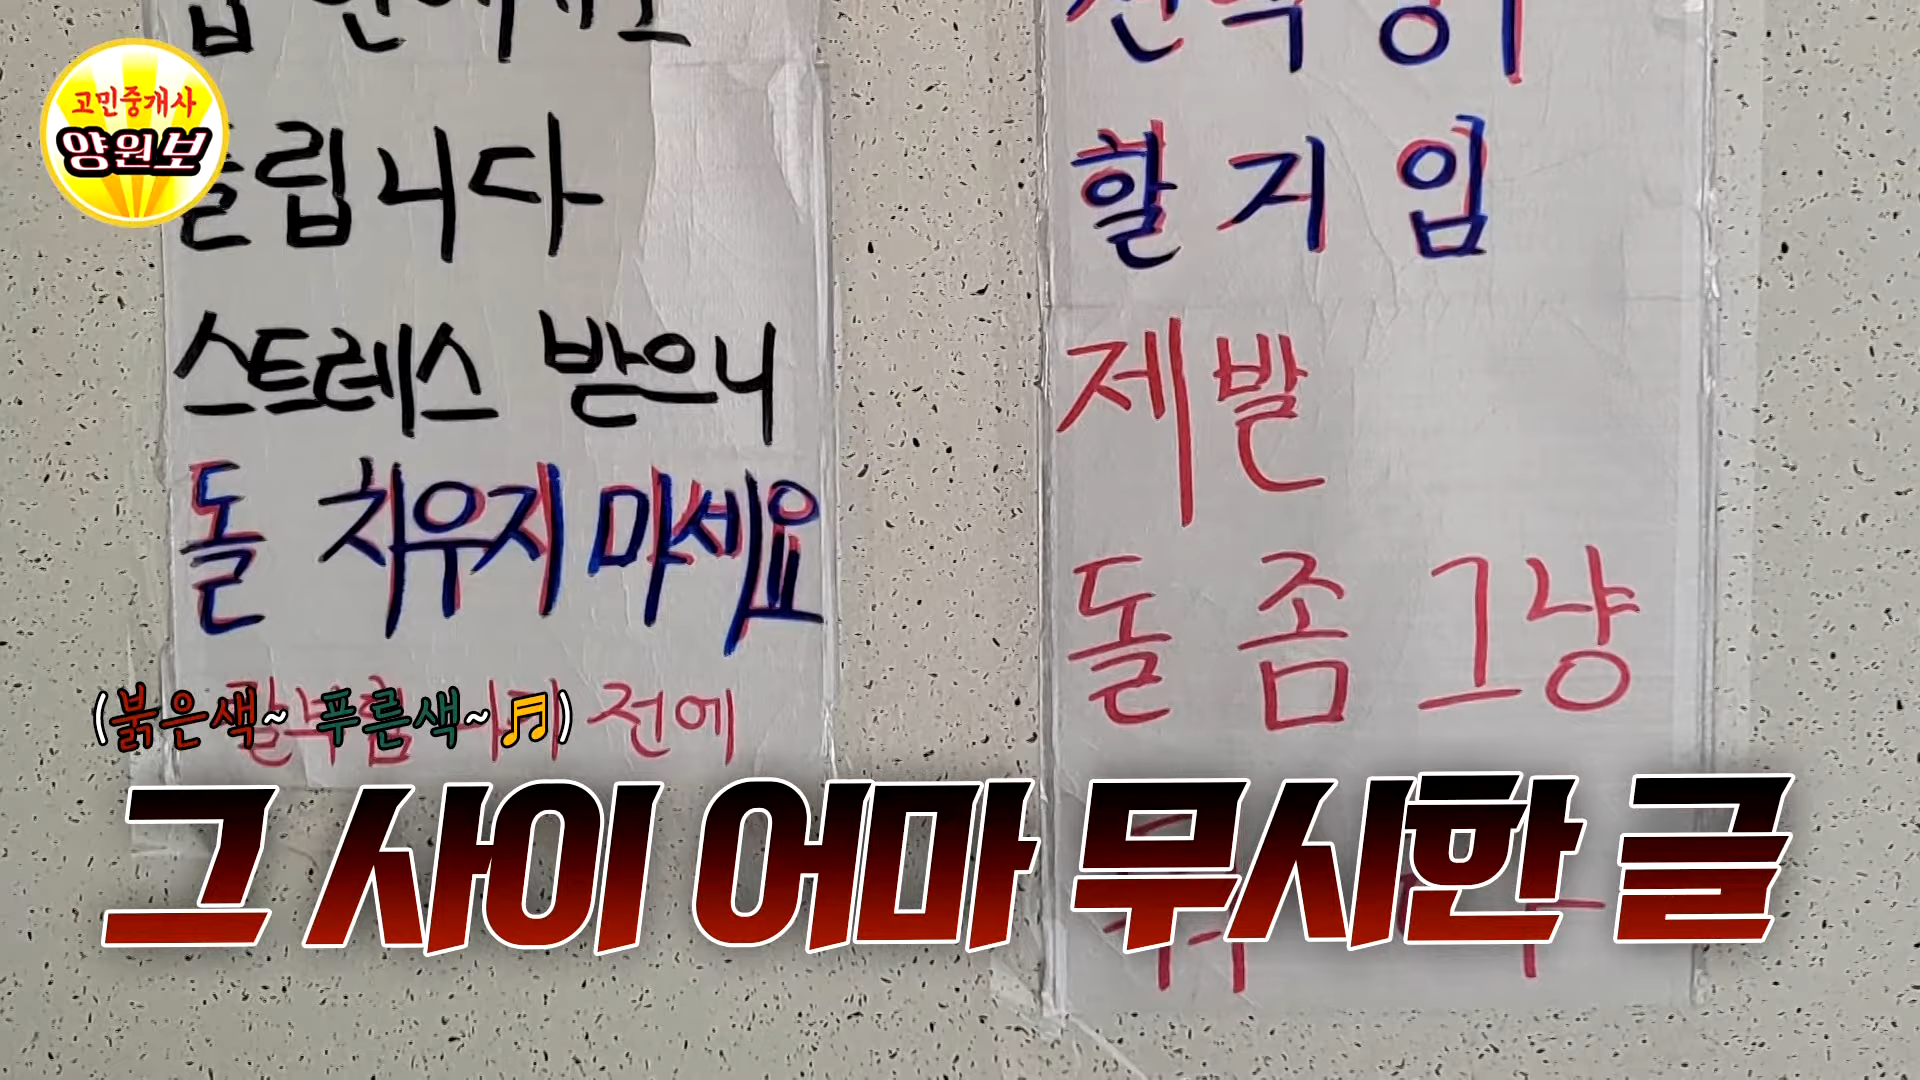 고민중개사
양원보
립니다
스트레스 받으니
돌 치우지 마세요
전에
할 지 입
제발
돌 좀 그냥
(붉은색~ 푸른색~ ♬)
그 사이 어마 무시한 글